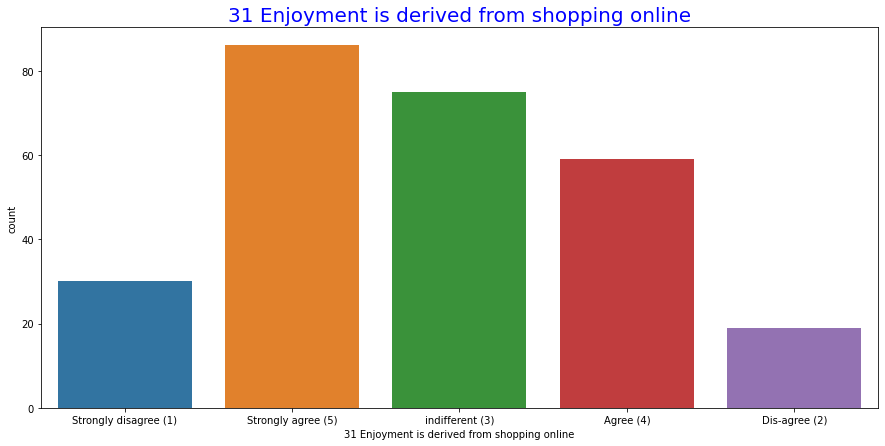 31 Enjoyment is derived from shopping online
80
60
40
20
0
count
Strongly disagree (1) Strongly agree (5) indifferent (3) Agree (4) Dis-agree (2)
31 Enjoyment is derived from shopping online